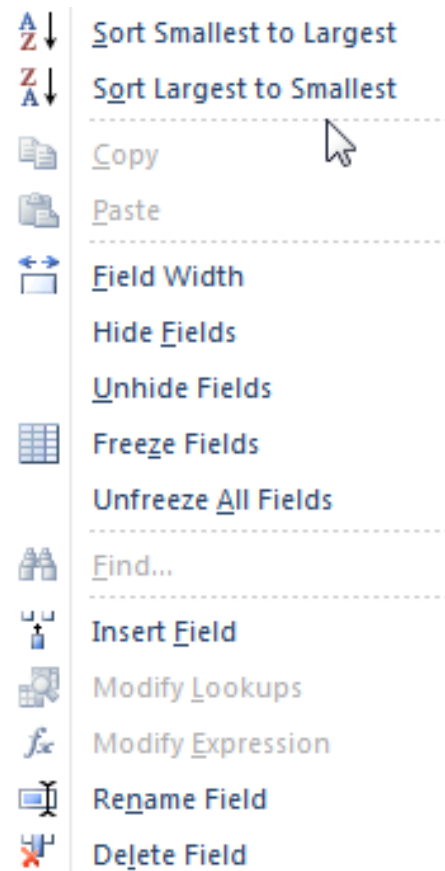 Sort Smallest to Largest
Sort Largest to Smallest
Copy
Paste
Field Width
Hide Fields
Unhide Fields
Freeze Fields
Unfreeze All Fields
Find...
Insert Field
Modify Lookups
Modify Expression
Rename Field
Delete Field